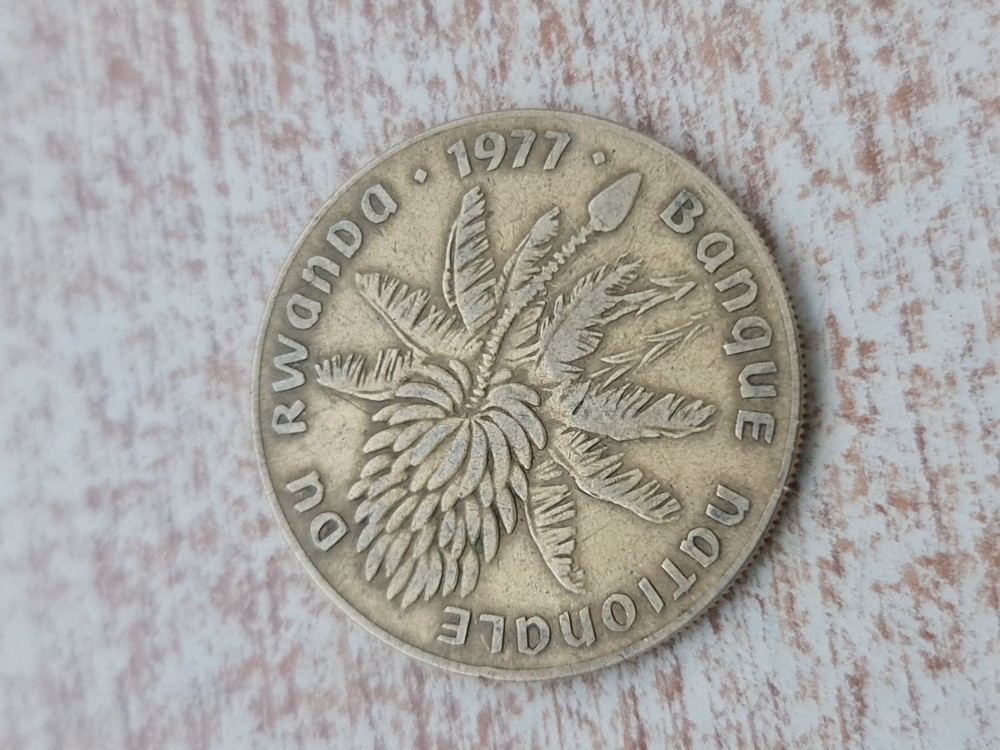 BANQUE NATIONALE DU RWANDA
· 1977 ·